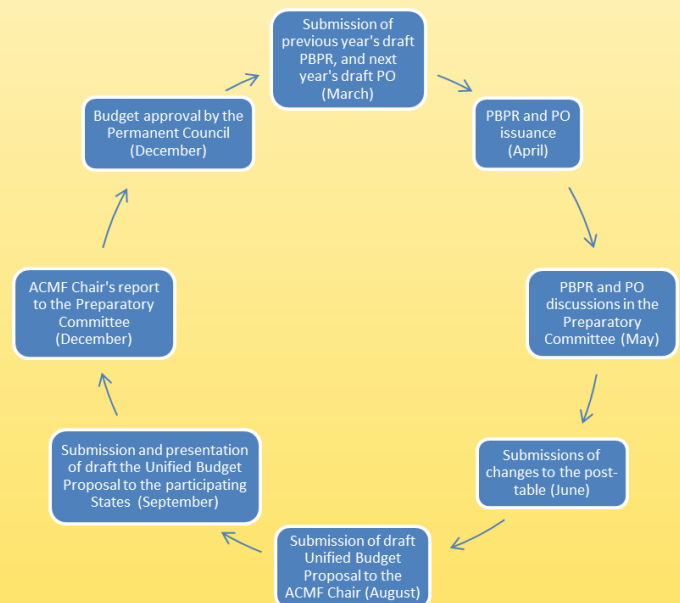 Submission of
previous year's draft
PBPR, and next
year's draft PO
(March)
PBPR and PO
issuance
(April)
PBPR and PO
discussions in the
Preparatory
Committee (May)
Submissions of
changes to the post-
table (June)
Submission of draft
Unified Budget
Proposal to the
ACMF Chair (August)
Submission and presentation
of draft the Unified Budget
Proposal to the participating
States (September)
ACMF Chair's report
to the Preparatory
Committee
(December)
Budget approval by the
Permanent Council
(December)